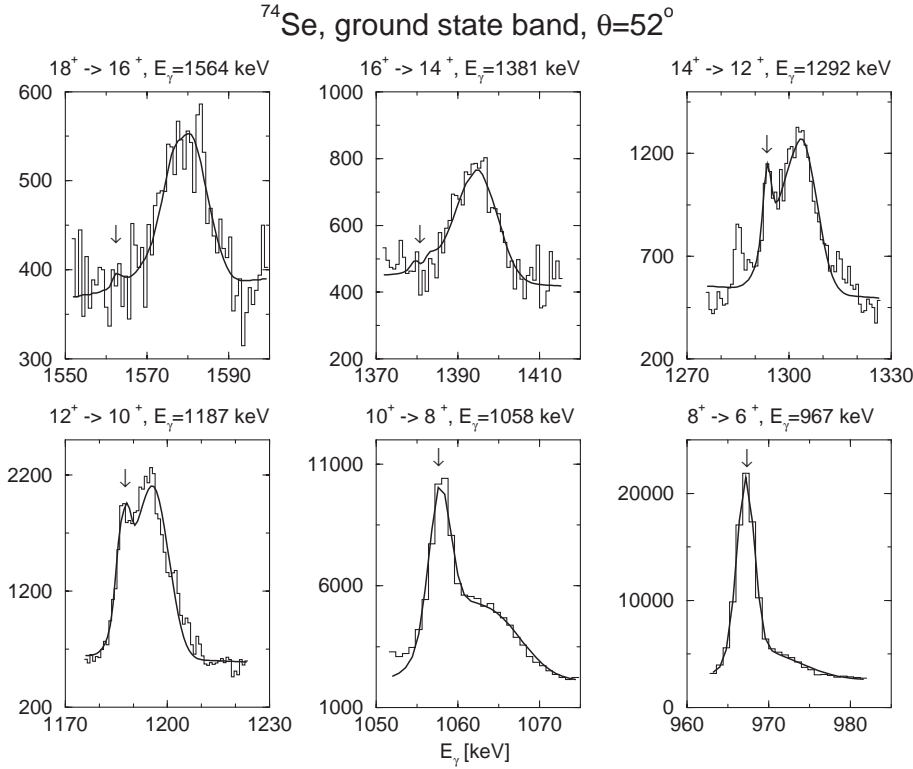 ⁷⁴Se, ground state band, θ=52°
18⁺ -> 16⁺, Eγ=1564 keV
16⁺ -> 14⁺, Eγ=1381 keV
14⁺ -> 12⁺, Eγ=1292 keV
600
500
400
300
1550 1570 1590
1000
800
600
400
200
1370 1390 1410
1200
700
200
1270 1300 1330
12⁺ -> 10⁺, Eγ=1187 keV
10⁺ -> 8⁺, Eγ=1058 keV
8⁺ -> 6⁺, Eγ=967 keV
2200
1200
200
1170 1200 1230
11000
6000
1000
1050 1060 1070
20000
10000
0
960 970 980
Eγ [keV]